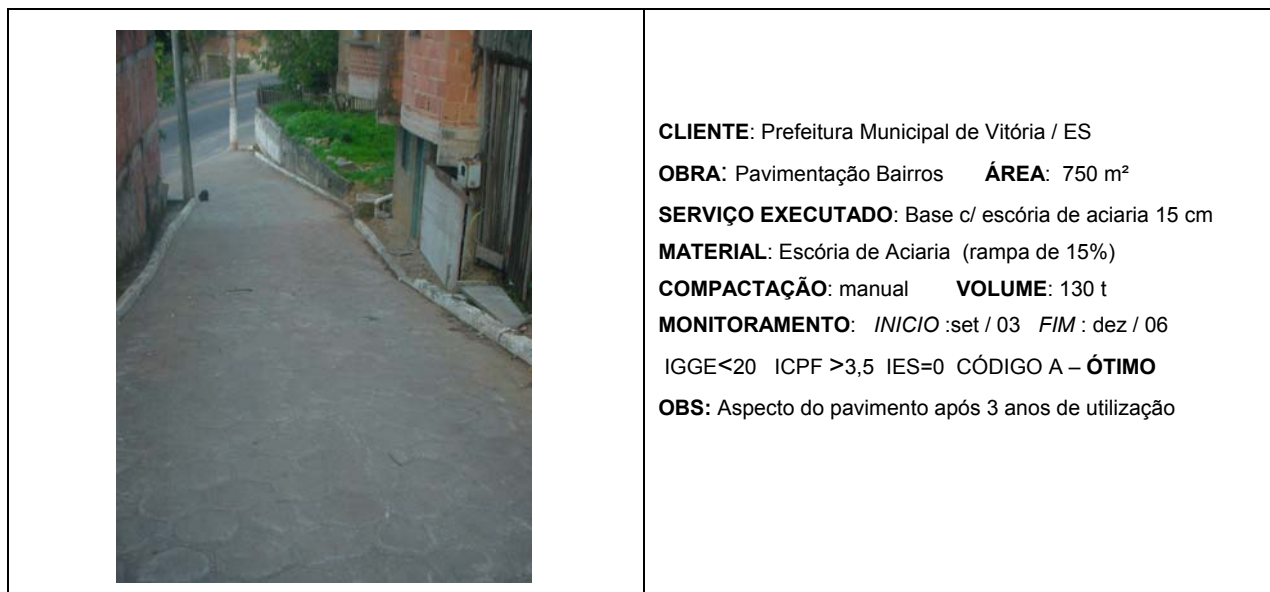 CLIENTE: Prefeitura Municipal de Vitória / ES
OBRA: Pavimentação Bairros ÁREA: 750 m²
SERVIÇO EXECUTADO: Base c/ escória de aciaria 15 cm
MATERIAL: Escória de Aciaria (rampa de 15%)
COMPACTAÇÃO: manual VOLUME: 130 t
MONITORAMENTO: INICIO :set / 03 FIM : dez / 06
IGGE<20 ICPF >3,5 IES=0 CÓDIGO A – ÓTIMO
OBS: Aspecto do pavimento após 3 anos de utilização